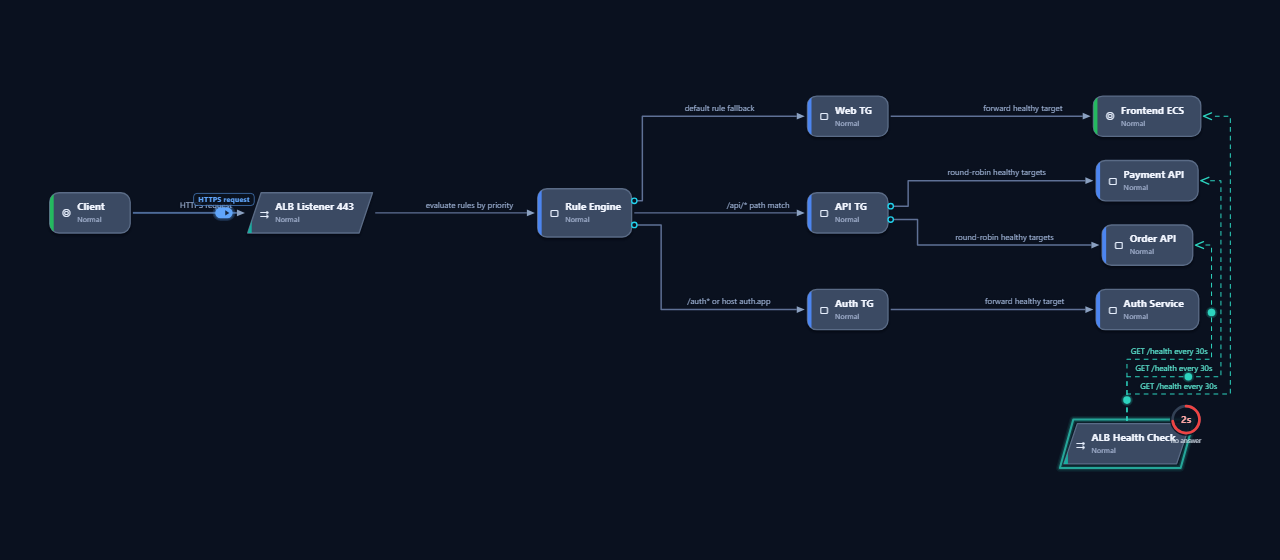 Client
Normal
HTTPS request
HTTPS request
ALB Listener 443
Normal
evaluate rules by priority
Rule Engine
Normal
default rule fallback
/api/* path match
/auth* or host auth.app
Web TG
Normal
API TG
Normal
Auth TG
Normal
forward healthy target
round-robin healthy targets
round-robin healthy targets
forward healthy target
Frontend ECS
Normal
Payment API
Normal
Order API
Normal
Auth Service
Normal
GET /health every 30s
GET /health every 30s
GET /health every 30s
2s
no answer
ALB Health Check
Normal